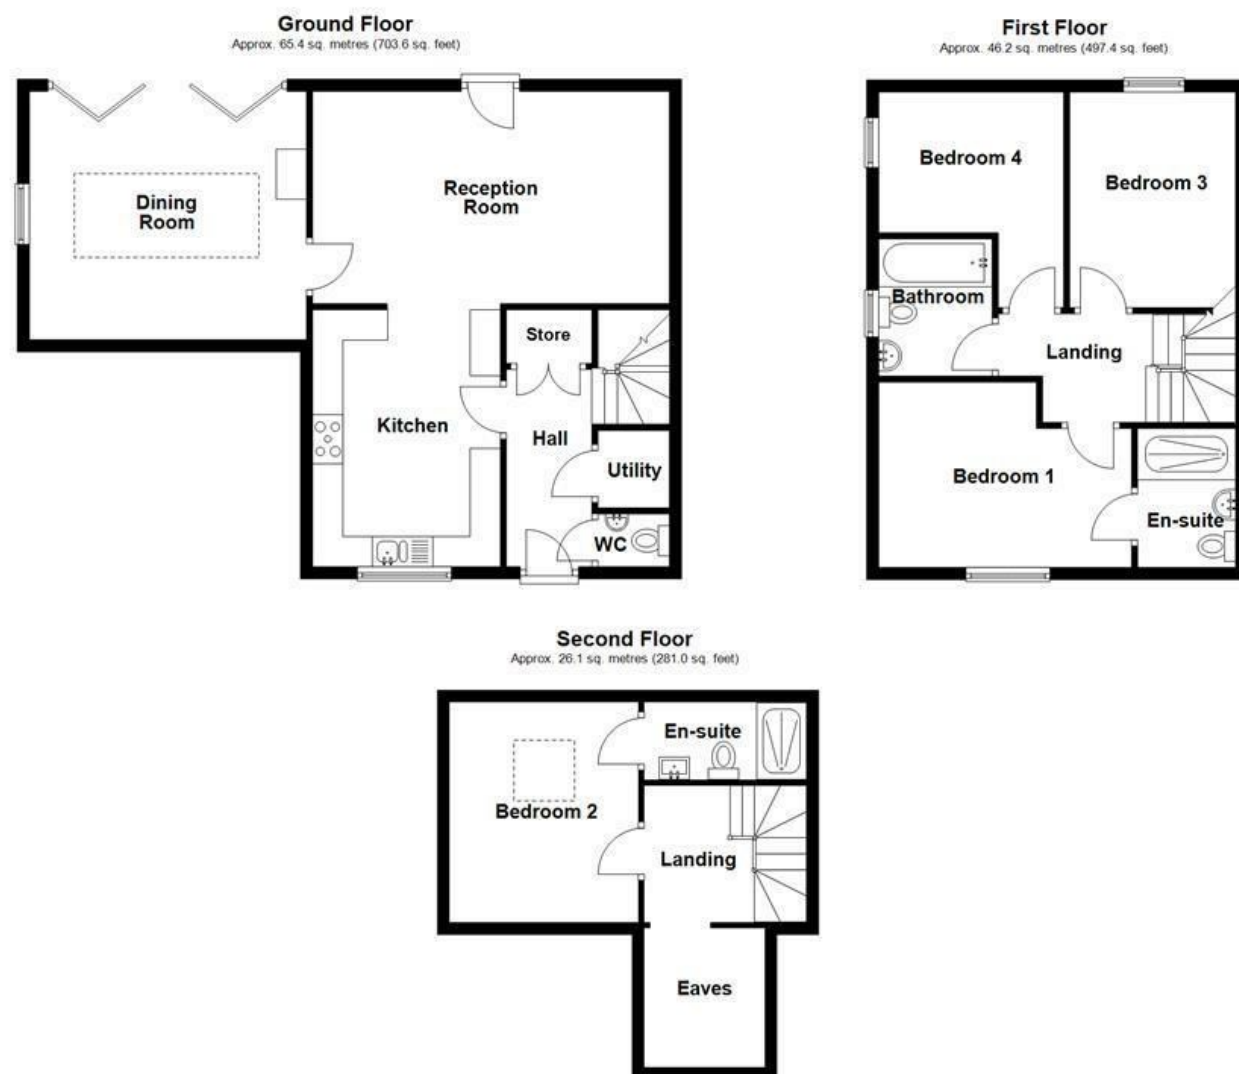 Ground Floor
Approx. 65.4 sq. metres (703.6 sq. feet)
Dining
Room
Reception
Room
Store
Kitchen
Hall
Utility
WC
First Floor
Approx. 46.2 sq. metres (497.4 sq. feet)
Bedroom 4
Bedroom 3
Bathroom
Landing
Bedroom 1
En-suite
Second Floor
Approx. 26.1 sq. metres (281.0 sq. feet)
En-suite
Bedroom 2
Landing
Eaves